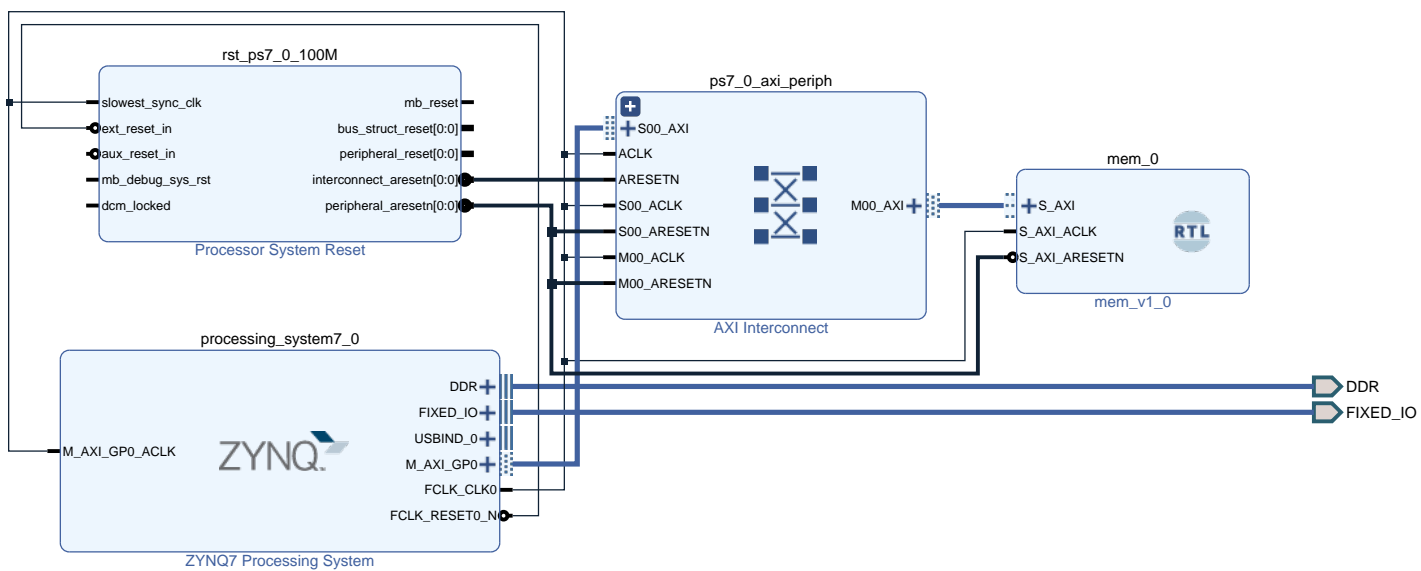 rst_ps7_0_100M
slowest_sync_clk
ext_reset_in
aux_reset_in
mb_debug_sys_rst
dcm_locked
mb_reset
bus_struct_reset[0:0]
peripheral_reset[0:0]
interconnect_aresetn[0:0]
peripheral_aresetn[0:0]
Processor System Reset
ps7_0_axi_periph
S00_AXI
ACLK
ARESETN
S00_ACLK
S00_ARESETN
M00_ACLK
M00_ARESETN
M00_AXI
AXI Interconnect
mem_0
S_AXI
S_AXI_ACLK
S_AXI_ARESETN
RTL
mem_v1_0
processing_system7_0
M_AXI_GP0_ACLK
ZYNQ
DDR
FIXED_IO
USBIND_0
M_AXI_GP0
FCLK_CLK0
FCLK_RESET0_N
ZYNQ7 Processing System
DDR
FIXED_IO